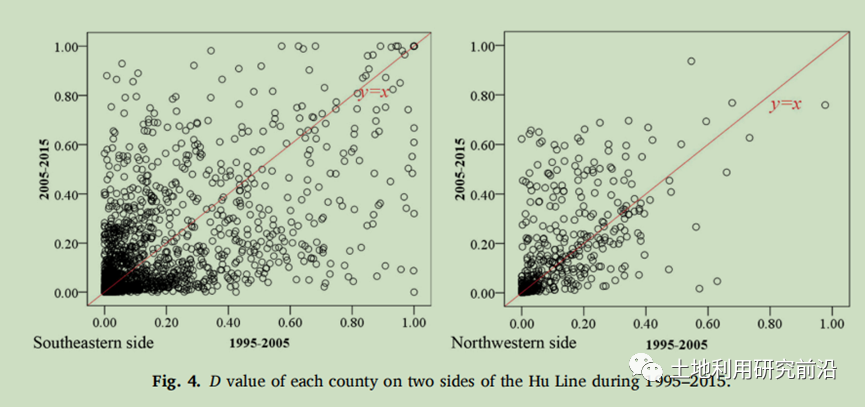 1.00
0.80
0.60
0.40
0.20
0.00
2005-2015
y=x
0.00 0.20 0.40 0.60 0.80 1.00
Southeastern side 1995-2005
1.00
0.80
0.60
0.40
0.20
0.00
2005-2015
y=x
0.00 0.20 0.40 0.60 0.80 1.00
Northwestern side 1995-2005
土地利用研究前沿
Fig. 4. D value of each county on two sides of the Hu Line during 1995–2015.